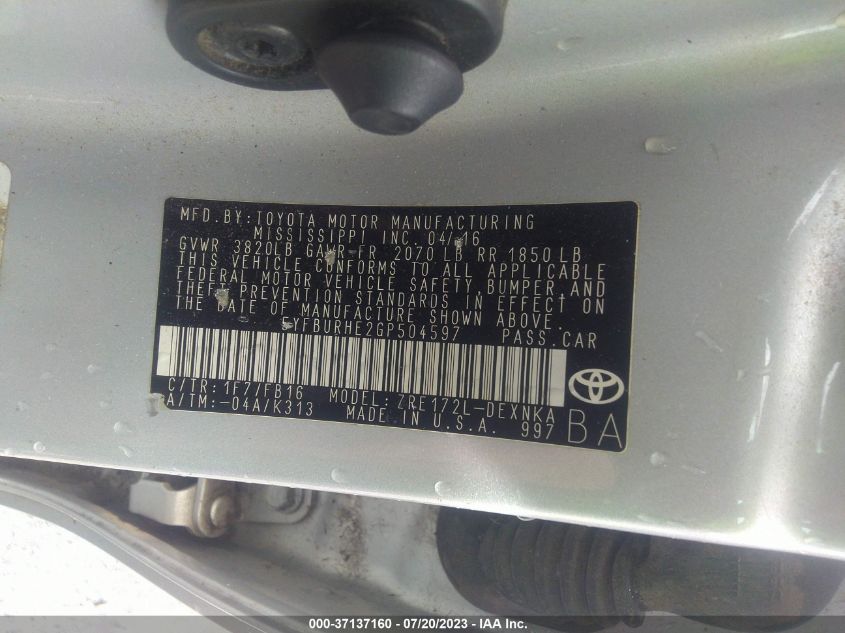 MFD.BY:TOYOTA MOTOR MANUFACTURING
MISSISSIPPI INC. 04/16
GVWR 3820LB GAWR-FR 2070 LB RR 1850 LB
THIS VEHICLE CONFORMS TO ALL APPLICABLE
FEDERAL MOTOR VEHICLE SAFETY, BUMPER, AND
THEFT PREVENTION STANDARDS IN EFFECT ON
THE DATE OF MANUFACTURE SHOWN ABOVE.
5YFBURHE2GP504597 PASS.CAR
C/TR:1F7/FB16 MODEL:ZRE172L-DEXNKA
A/TM:-04A/K313 MADE IN U.S.A. 997
BA
000-37137160 - 07/20/2023 - IAA Inc.